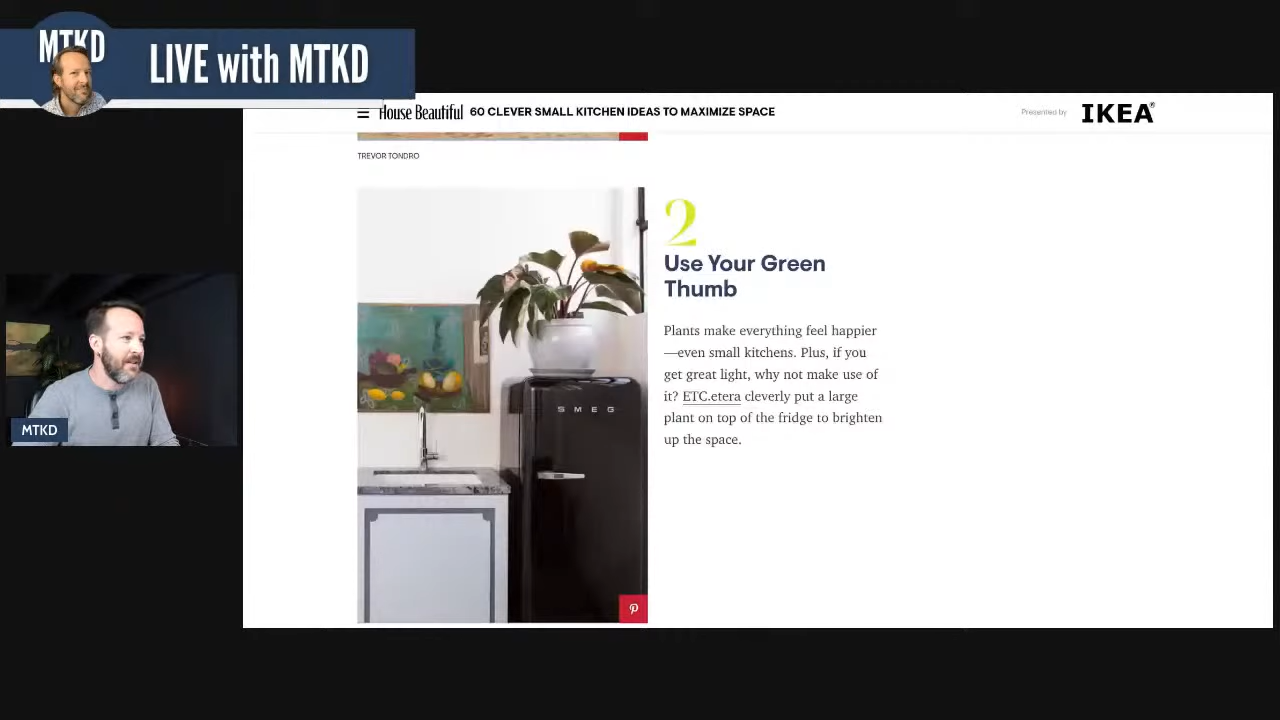 MTKD
LIVE with MTKD
House Beautiful
60 CLEVER SMALL KITCHEN IDEAS TO MAXIMIZE SPACE
Presented by
IKEA®
TREVOR TONDRO
2
Use Your Green
Thumb
Plants make everything feel happier
—even small kitchens. Plus, if you
get great light, why not make use of
it? ETC.etera cleverly put a large
plant on top of the fridge to brighten
up the space.
SMEG
MTKD